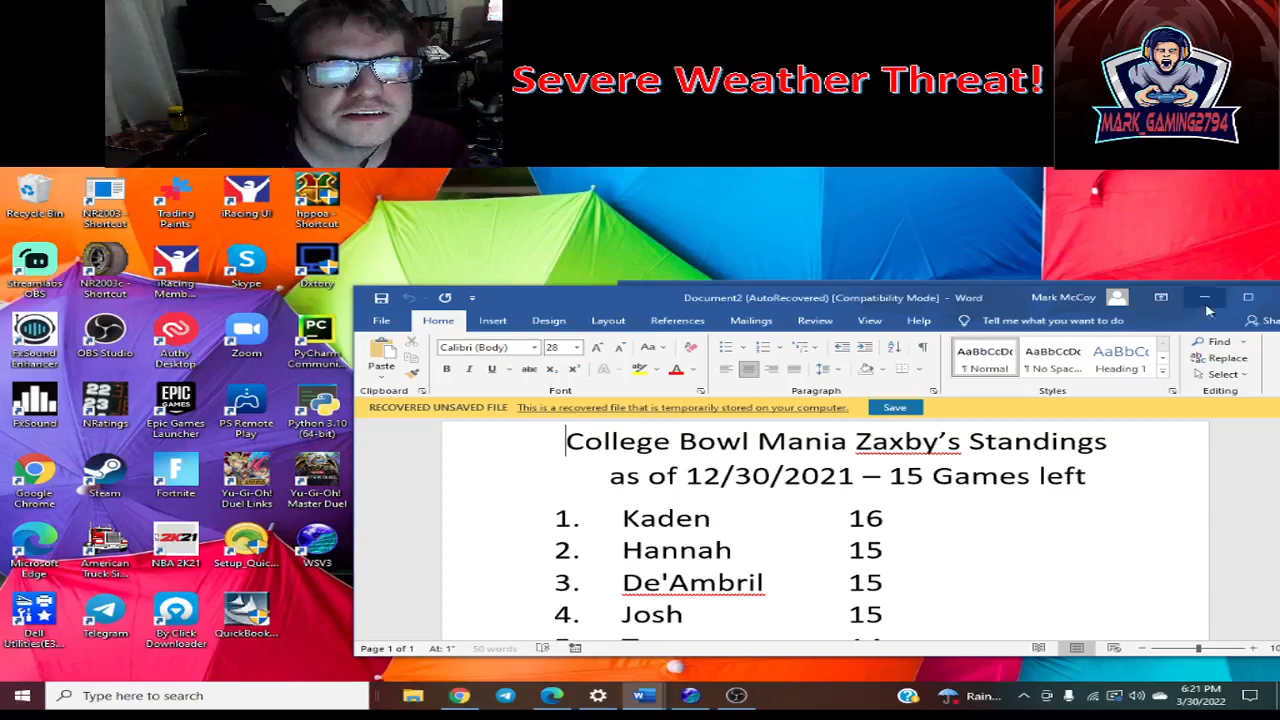 Severe Weather Threat!
MARK_GAMING2794
Recycle Bin
NR2003 - Shortcut
Trading Paints
iRacing UI
hppoa - Shortcut
Streamlabs OBS
NR2003c - Shortcut
iRacing Memb...
Skype
Dxtory
FxSound Enhancer
OBS Studio
Authy Desktop
Zoom
PyCharm Communi...
FxSound
NRatings
Epic Games Launcher
PS Remote Play
Python 3.10 (64-bit)
Google Chrome
Steam
Fortnite
Yu-Gi-Oh! Duel Links
Yu-Gi-Oh! Master Duel
Microsoft Edge
American Truck Si...
NBA 2K21
Setup_Quic...
WSV3
Dell Utilities(E3...
Telegram
By Click Downloader
QuickBook...
Document2 (AutoRecovered) [Compatibility Mode] - Word
Mark McCoy
File Home Insert Design Layout References Mailings Review View Help Tell me what you want to do Sha
Paste
Calibri (Body) 28
AaBbCcDc AaBbCcDc AaBbCc
¶ Normal ¶ No Spac... Heading 1
Find
Replace
Select
Clipboard Font Paragraph Styles Editing
RECOVERED UNSAVED FILE This is a recovered file that is temporarily stored on your computer. Save
College Bowl Mania Zaxby's Standings
as of 12/30/2021 – 15 Games left
1. Kaden 16
2. Hannah 15
3. De'Ambril 15
4. Josh 15
Page 1 of 1 At: 1" 50 words
Type here to search
Rain...
6:21 PM
3/30/2022